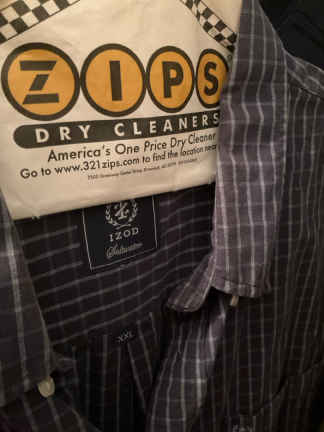 ZIPS
DRY CLEANERS
America's One Price Dry Cleaner
Go to www.321zips.com to find the location near
IZOD
Saltwater
XXL